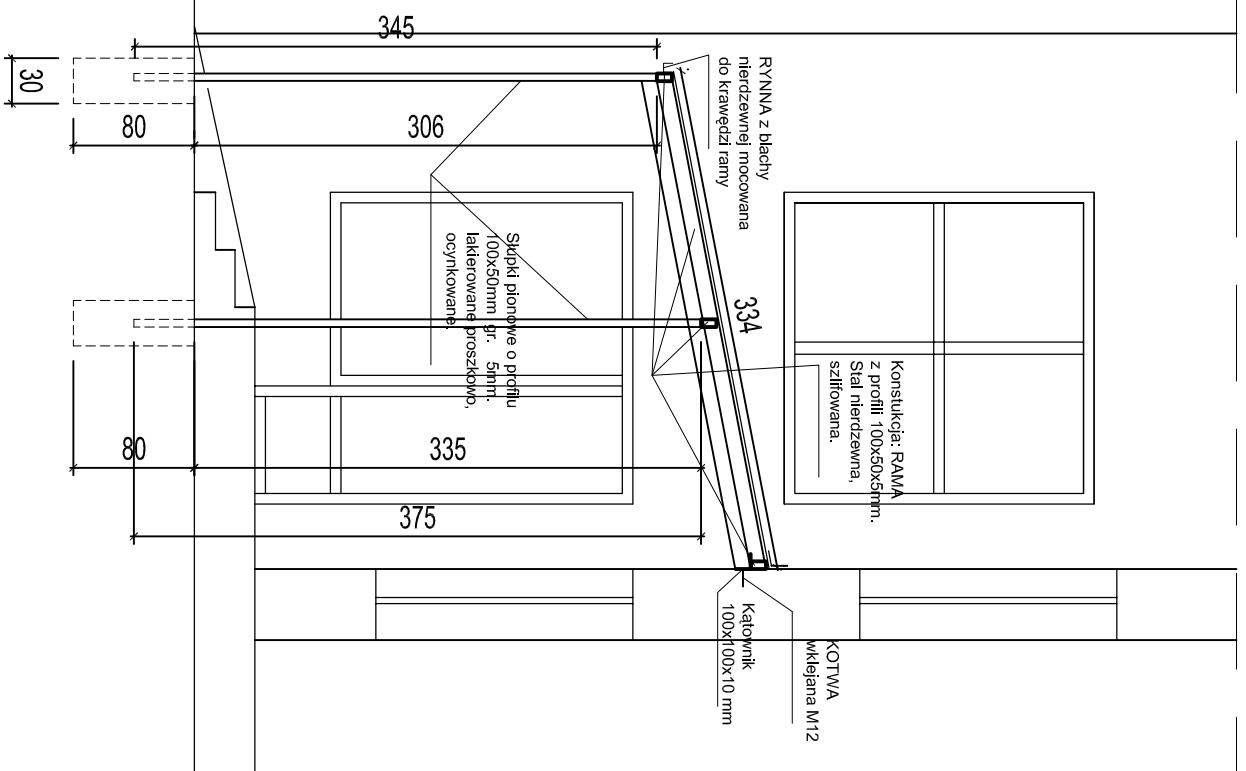 345
30
80
306
RYNNA z blachy
nierdzewnej mocowana
do krawędzi ramy
Słupki pionowe o profilu
100x50mm gr. 5mm.
lakierowane proszkowo,
ocynkowane.
334
Konstukcja: RAMA
z profili 100x50x5mm.
Stal nierdzewna,
szlifowana.
80
335
375
Kątownik
100x100x10 mm
KOTWA
wklejana M12